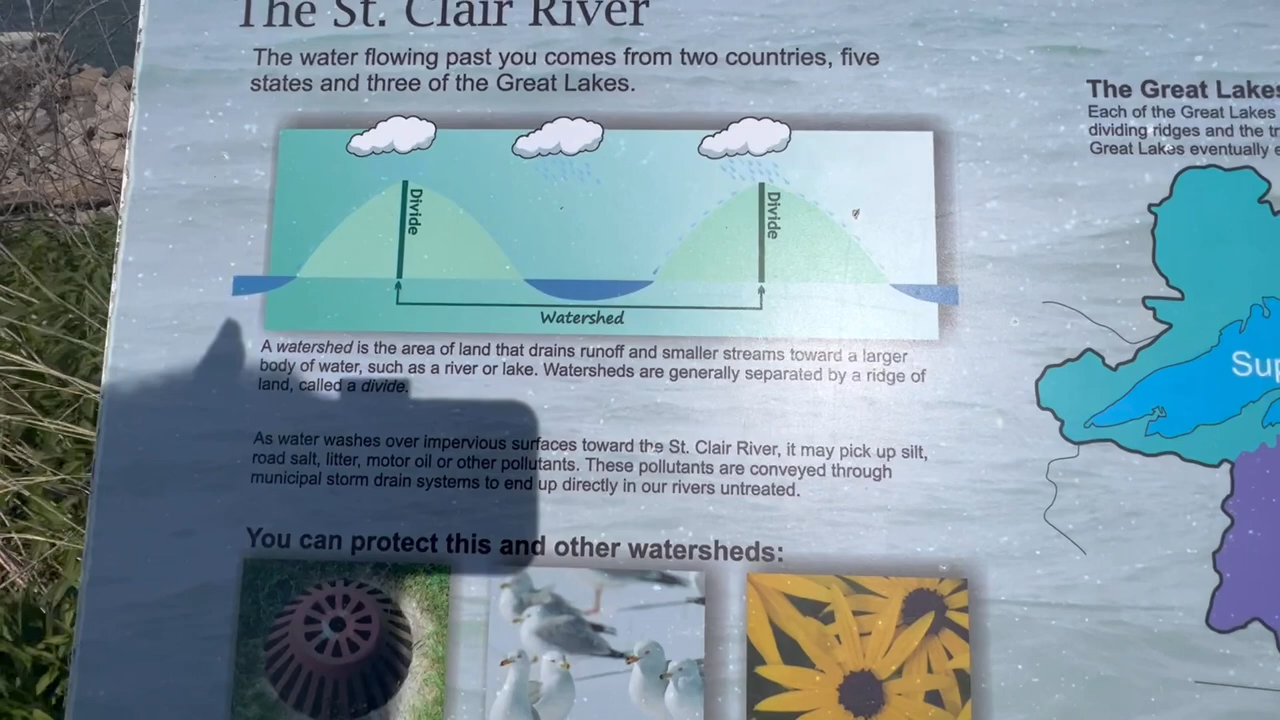 The St. Clair River
The water flowing past you comes from two countries, five
states and three of the Great Lakes.
Divide
Divide
Watershed
A watershed is the area of land that drains runoff and smaller streams toward a larger
body of water, such as a river or lake. Watersheds are generally separated by a ridge of
land, called a divide.
As water washes over impervious surfaces toward the St. Clair River, it may pick up silt,
road salt, litter, motor oil or other pollutants. These pollutants are conveyed through
municipal storm drain systems to end up directly in our rivers untreated.
You can protect this and other watersheds:
The Great Lakes
Each of the Great Lakes
dividing ridges and the
Great Lakes eventually
Sup